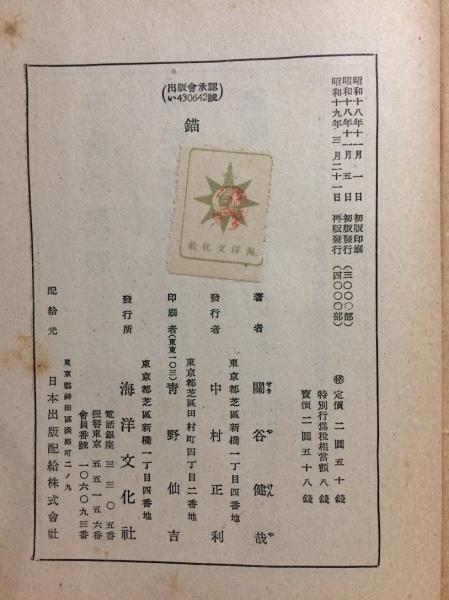 昭和十八年十一月一日　初版印刷
昭和十八年十一月五日　初版發行（三〇〇〇部）
昭和十九年三月二十一日　再版發行（四〇〇〇部）
定價二圓五十錢
特別行爲税相當額八錢
賣價二圓五十八錢
（出版會承認
い430642號）
錨
海洋文化社
著者　關谷健哉
せきやけんや
東京都芝區新橋一丁目四番地
發行者　中村正利
東京都芝區田村町四丁目二番地
印刷者（東東一〇三）青野仙吉
東京都芝區新橋一丁目四番地
發行所　海洋文化社
電話銀座　三三〇五番
振替東京　五五一五六番
會員番號　一〇六〇九三番
東京都神田區淡路町二ノ九
配給元　日本出版配給株式會社